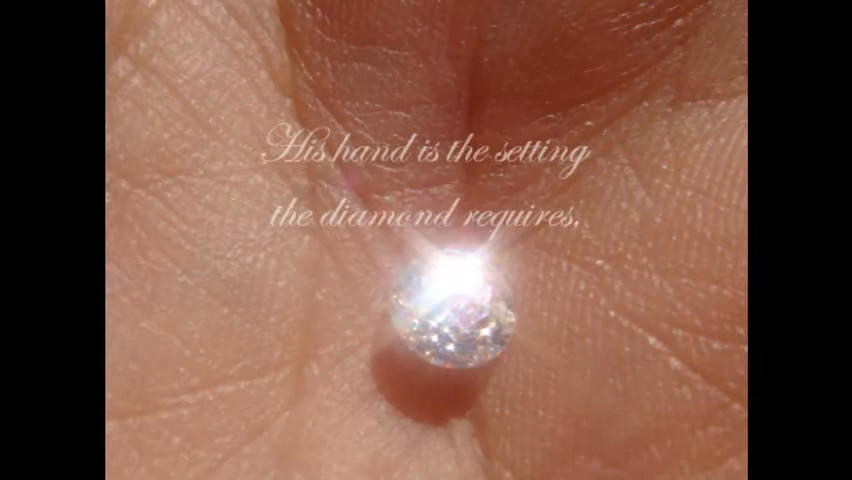 His hand is the setting
the diamond requires,